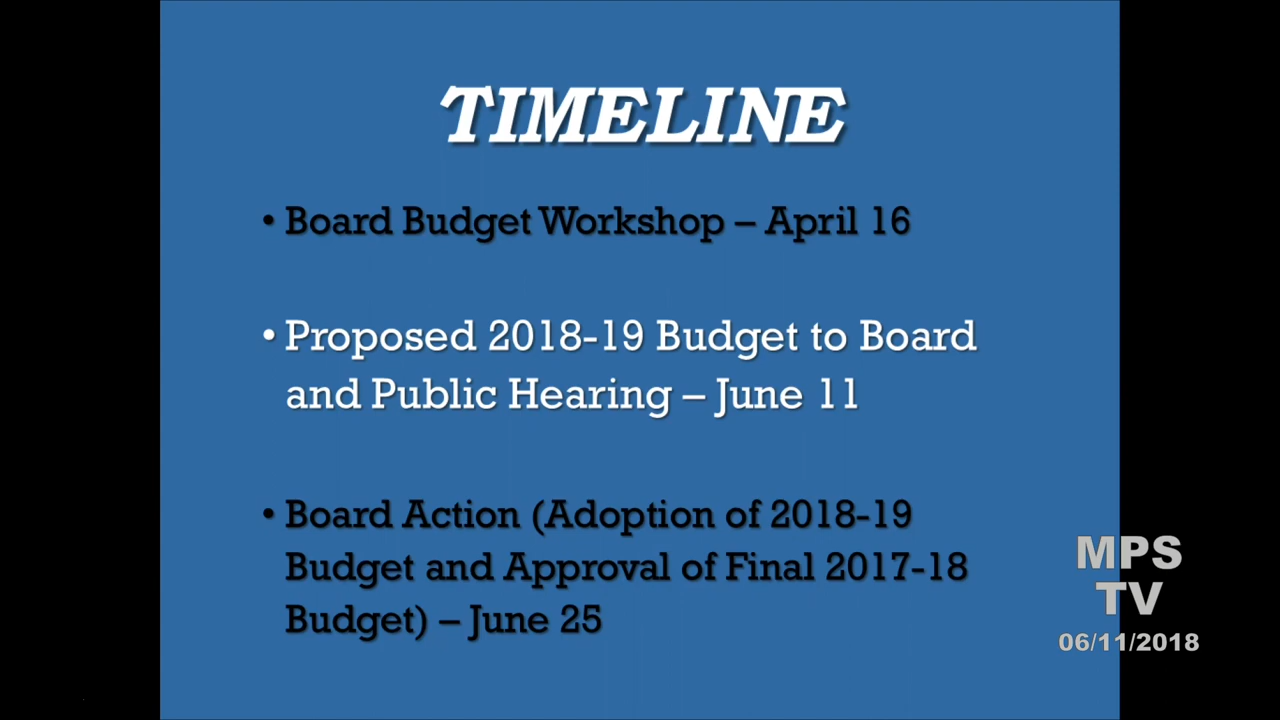 TIMELINE
• Board Budget Workshop – April 16
• Proposed 2018-19 Budget to Board
and Public Hearing – June 11
• Board Action (Adoption of 2018-19
Budget and Approval of Final 2017-18
Budget) – June 25
MPS
TV
06/11/2018